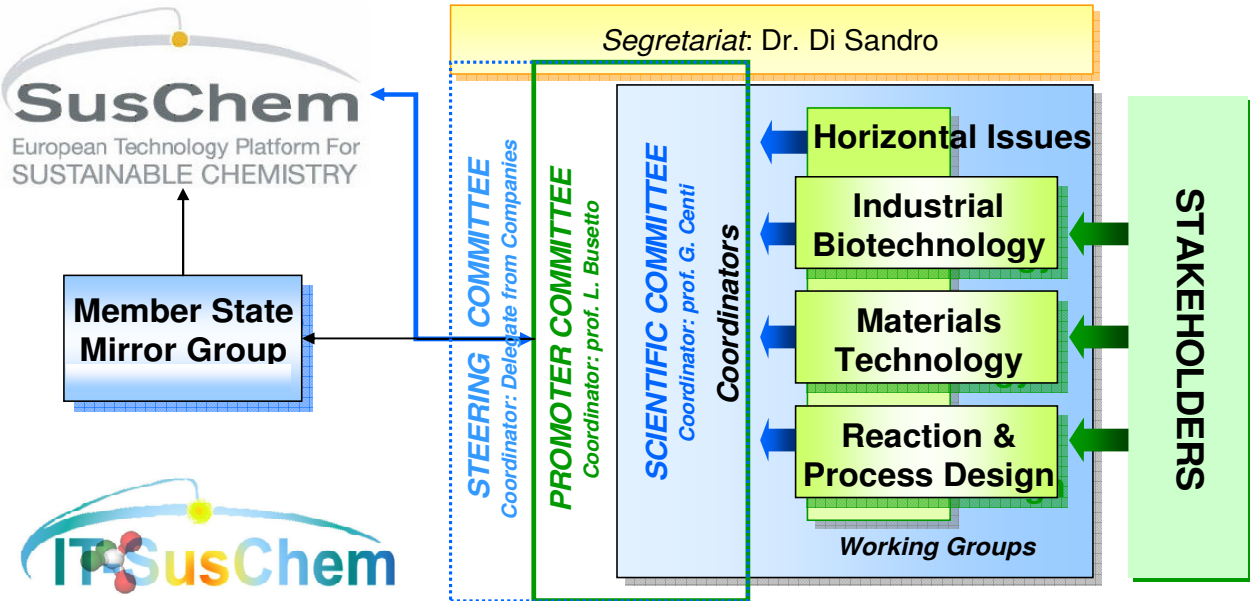 Segretariat: Dr. Di Sandro
SusChem
European Technology Platform For
SUSTAINABLE CHEMISTRY
Member State
Mirror Group
IT-SusChem
STEERING COMMITTEE
Coordinator: Delegate from Companies
PROMOTER COMMITTEE
Coordinator: prof. L. Busetto
SCIENTIFIC COMMITTEE
Coordinator: prof. G. Centi
Coordinators
Horizontal Issues
Industrial
Biotechnology
Materials
Technology
Reaction &
Process Design
Working Groups
STAKEHOLDERS